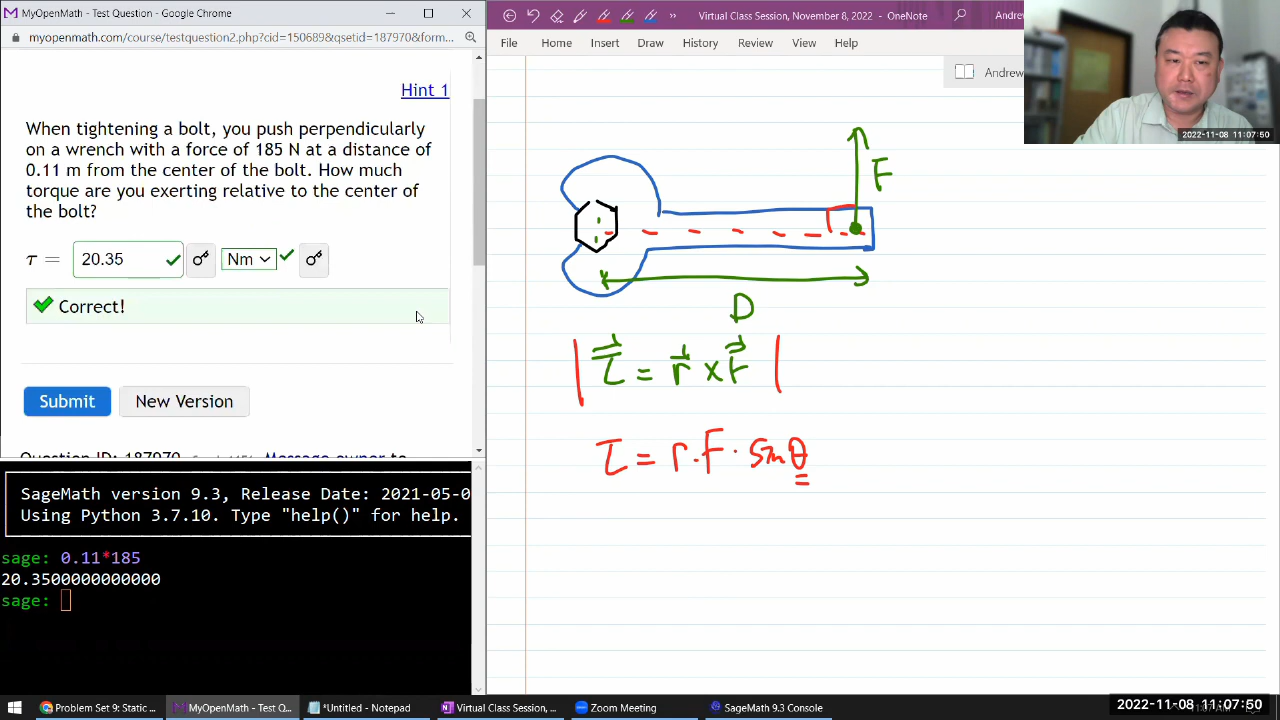 MyOpenMath - Test Question - Google Chrome
myopenmath.com/course/testquestion2.php?cid=150689&qsetid=187970&form...
Hint 1
When tightening a bolt, you push perpendicularly
on a wrench with a force of 185 N at a distance of
0.11 m from the center of the bolt. How much
torque are you exerting relative to the center of
the bolt?
τ = 20.35 Nm
Correct!
Submit New Version
SageMath version 9.3, Release Date: 2021-05-0
Using Python 3.7.10. Type "help()" for help.
sage: 0.11*185
20.3500000000000
sage:
Virtual Class Session, November 8, 2022 - OneNote
Andrew
File Home Insert Draw History Review View Help
Andrew
2022-11-08 11:07:50
F
D
| τ⃗ = r⃗ × F⃗ |
τ = r · F · sin θ
Problem Set 9: Static ...
MyOpenMath - Test Q...
*Untitled - Notepad
Virtual Class Session, ...
Zoom Meeting
SageMath 9.3 Console
2022-11-08 11:07:50